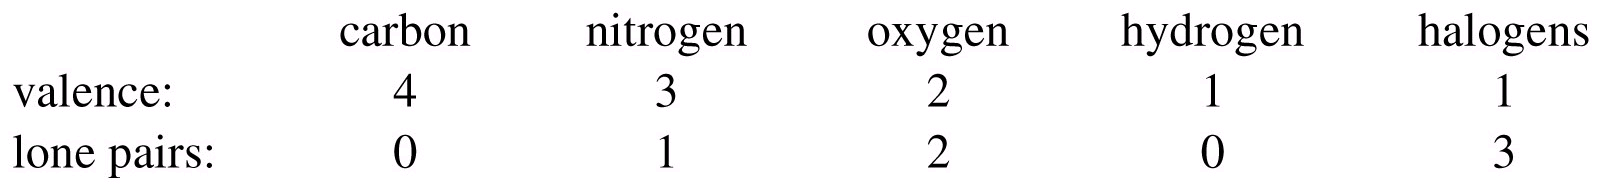 carbon nitrogen oxygen hydrogen halogens
valence: 4 3 2 1 1
lone pairs: 0 1 2 0 3